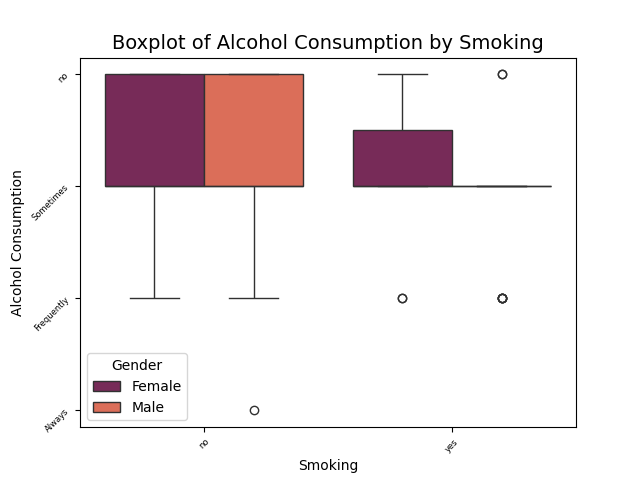 Boxplot of Alcohol Consumption by Smoking
Alcohol Consumption
no
Sometimes
Frequently
Always
Gender
Female
Male
no
yes
Smoking